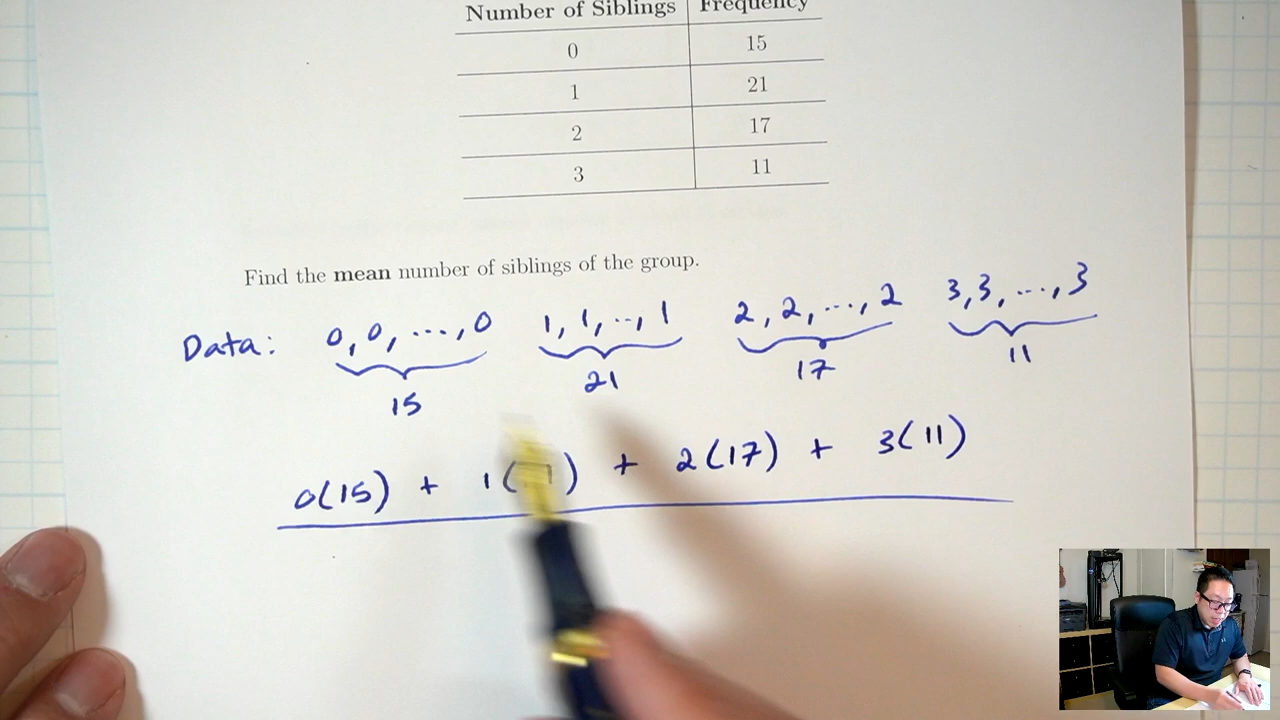 Number of Siblings Frequency
0 15
1 21
2 17
3 11
Find the mean number of siblings of the group.
Data: 0, 0, ..., 0 1, 1, .., 1 2, 2, ..., 2 3, 3, ..., 3
15 21 17 11
0(15) + 1( ) + 2(17) + 3(11)